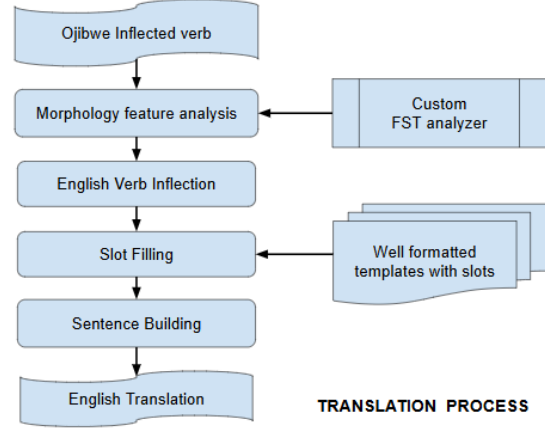 Ojibwe Inflected verb
Morphology feature analysis
Custom
FST analyzer
English Verb Inflection
Slot Filling
Well formatted
templates with slots
Sentence Building
English Translation
TRANSLATION PROCESS